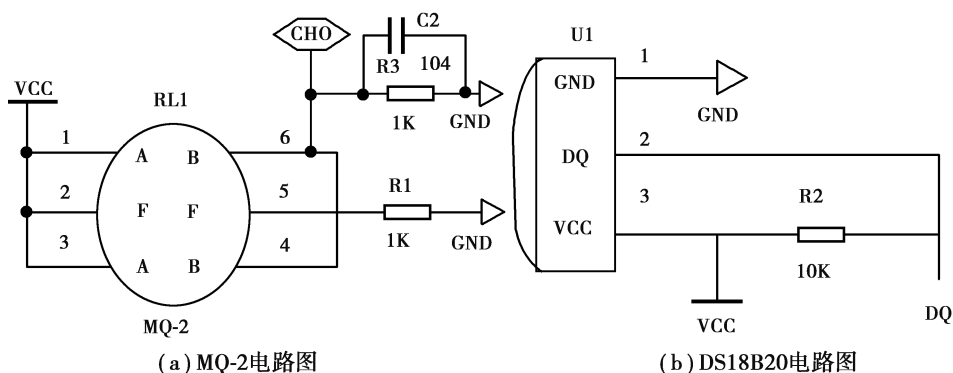 CHO
C2
R3
104
1K
GND
VCC
RL1
1
A
B
6
2
F
F
5
3
A
B
4
R1
1K
GND
MQ-2
(a)MQ-2电路图
U1
GND
1
GND
DQ
2
VCC
3
R2
10K
VCC
DQ
(b)DS18B20电路图